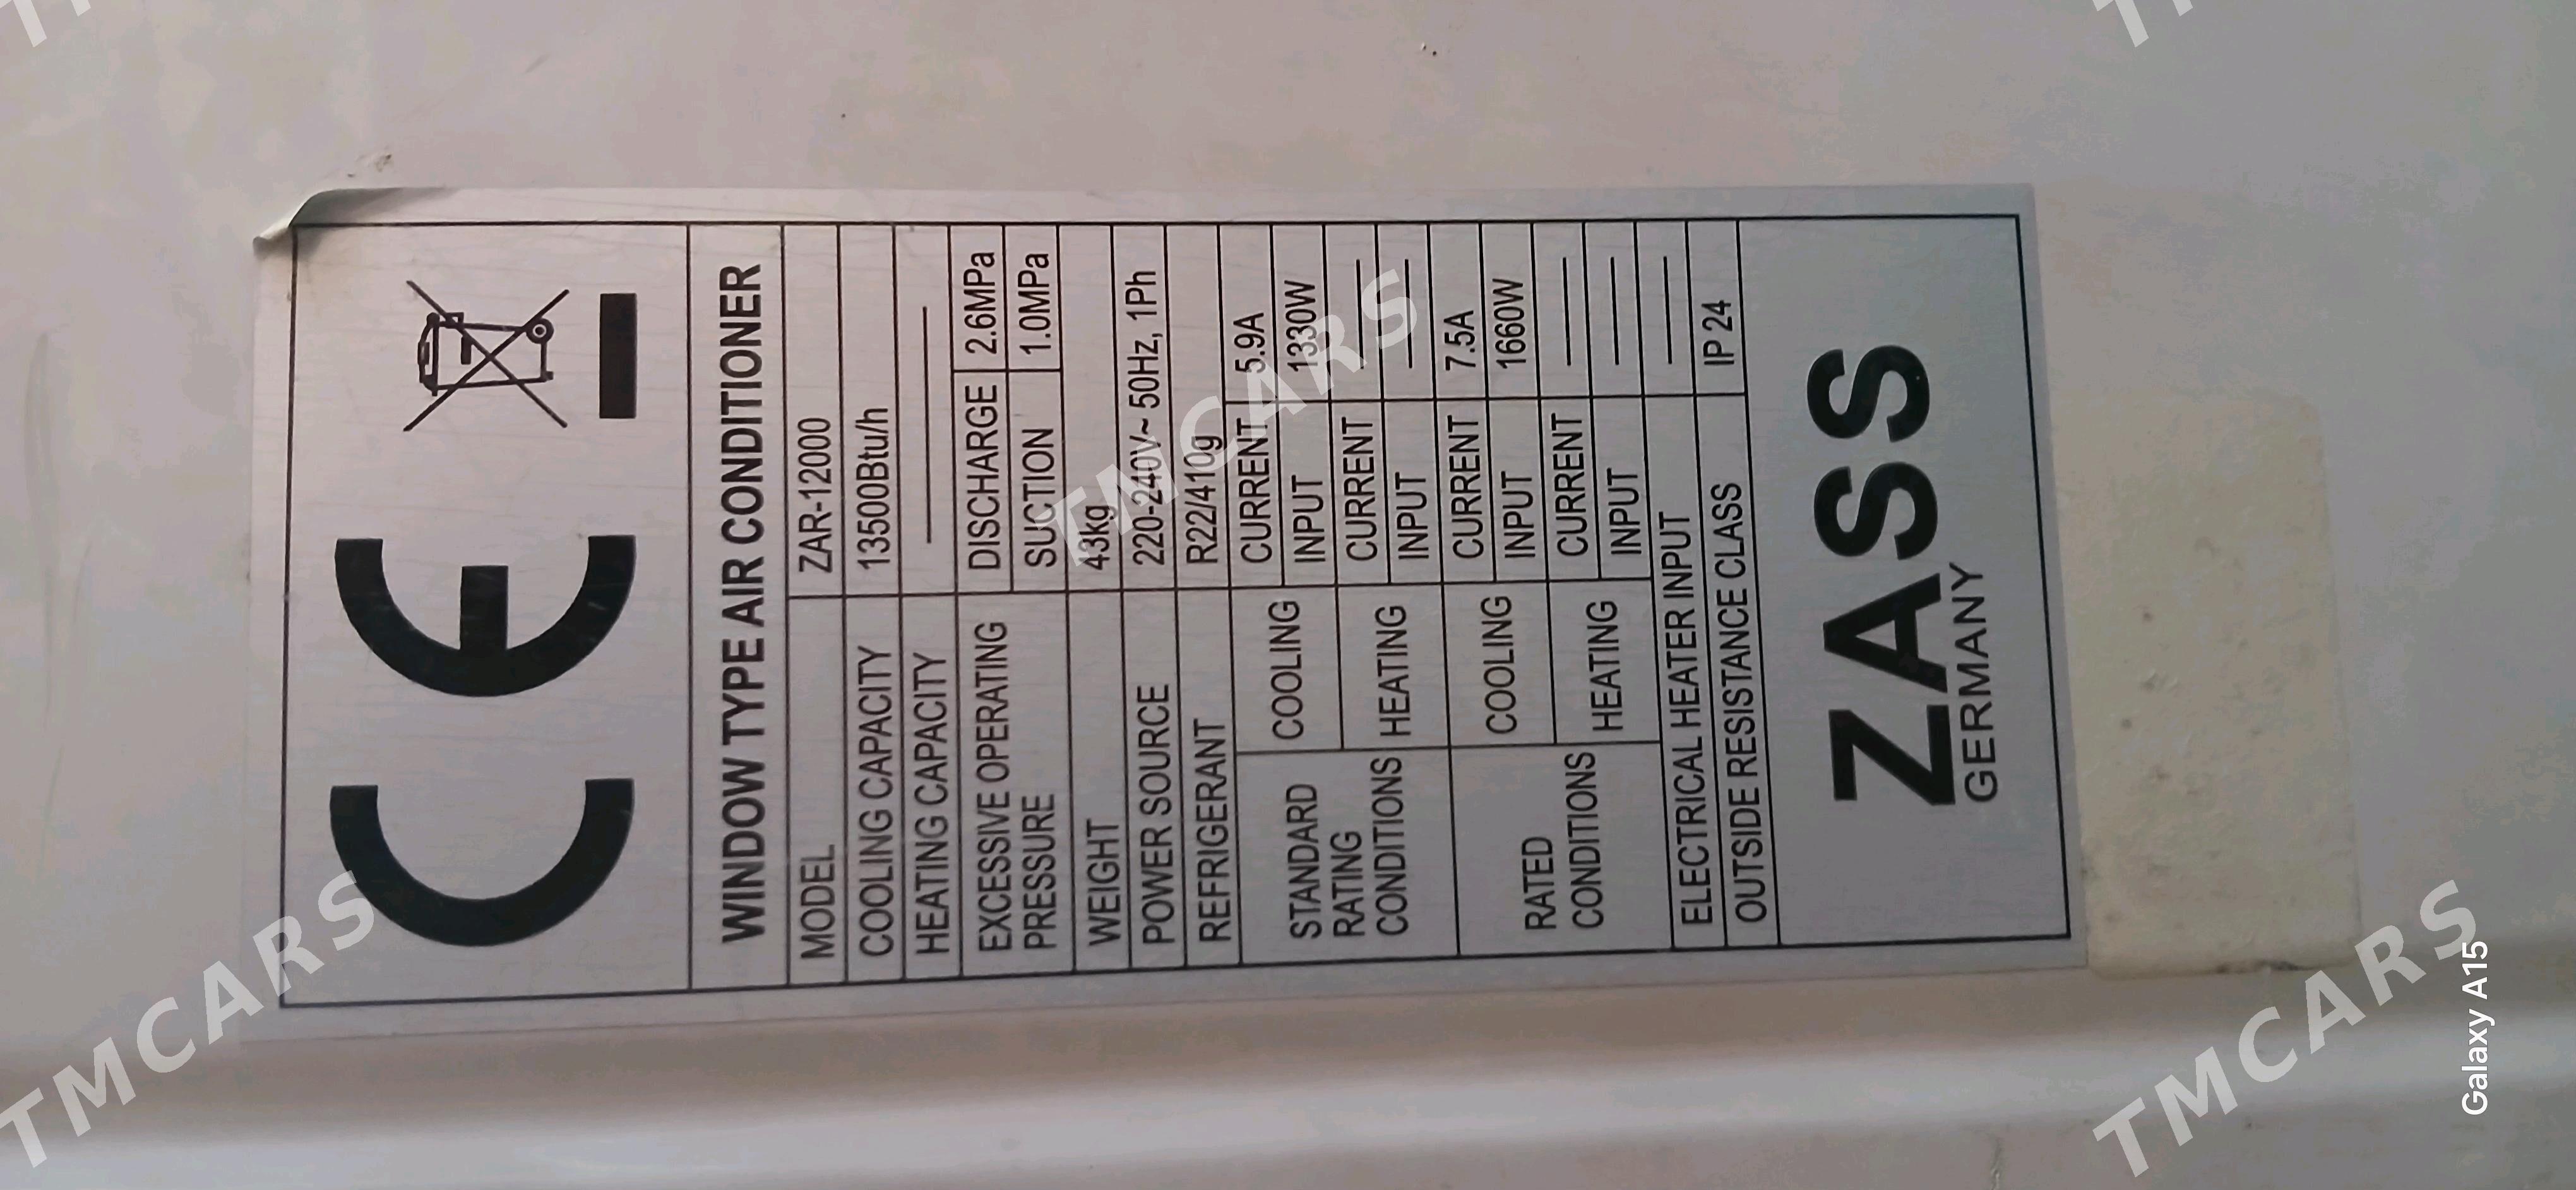 CE
WINDOW TYPE AIR CONDITIONER
MODEL ZAR-12000
COOLING CAPACITY 13500Btu/h
HEATING CAPACITY ———
EXCESSIVE OPERATING PRESSURE DISCHARGE 2.6MPa
SUCTION 1.0MPa
WEIGHT 43kg
POWER SOURCE 220-240V~ 50Hz, 1Ph
REFRIGERANT R22/410g
STANDARD RATING CONDITIONS COOLING CURRENT 5.9A
INPUT 1330W
HEATING CURRENT ———
INPUT ———
RATED CONDITIONS COOLING CURRENT 7.5A
INPUT 1660W
HEATING CURRENT ———
INPUT ———
ELECTRICAL HEATER INPUT ———
OUTSIDE RESISTANCE CLASS IP 24
ZASS
GERMANY
TMCARS
TMCARS
TMCARS
Galaxy A15